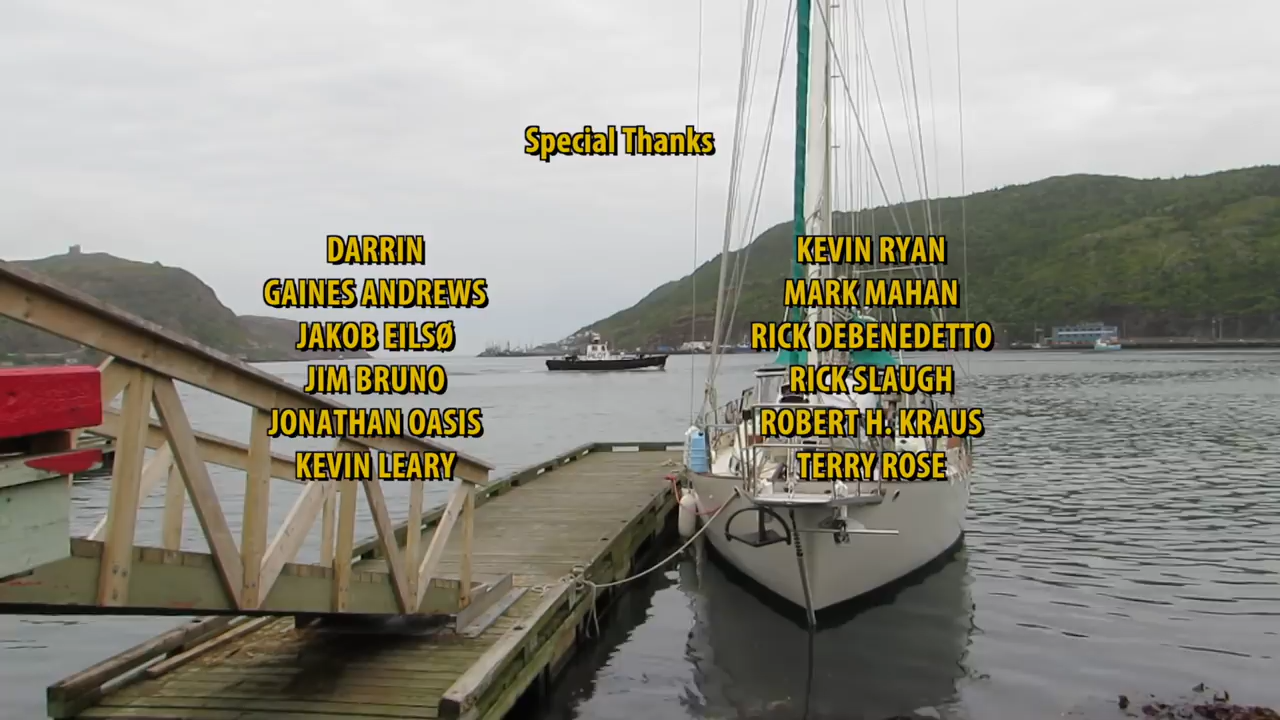 Special Thanks
DARRIN
GAINES ANDREWS
JAKOB EILSØ
JIM BRUNO
JONATHAN OASIS
KEVIN LEARY
KEVIN RYAN
MARK MAHAN
RICK DEBENEDETTO
RICK SLAUGH
ROBERT H. KRAUS
TERRY ROSE